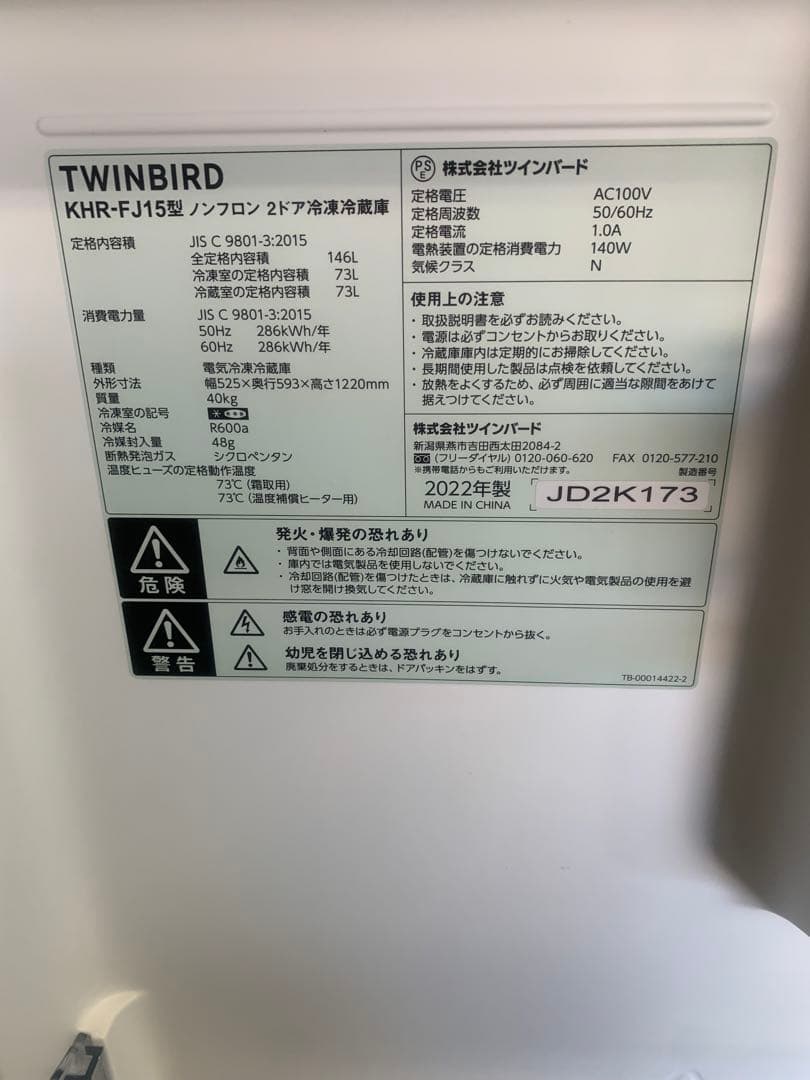 TWINBIRD
KHR-FJ15型 ノンフロン 2ドア冷凍冷蔵庫
定格内容積 JIS C 9801-3:2015
全定格内容積 146L
冷凍室の定格内容積 73L
冷蔵室の定格内容積 73L
消費電力量 JIS C 9801-3:2015
50Hz 286kWh/年
60Hz 286kWh/年
種類 電気冷凍冷蔵庫
外形寸法 幅525×奥行593×高さ1220mm
質量 40kg
冷凍室の記号
冷媒名 R600a
冷媒封入量 48g
断熱発泡ガス シクロペンタン
温度ヒューズの定格動作温度
73℃(霜取用)
73℃(温度補償ヒーター用)
PS
E 株式会社ツインバード
定格電圧 AC100V
定格周波数 50/60Hz
定格電流 1.0A
電熱装置の定格消費電力 140W
気候クラス N
使用上の注意
・取扱説明書を必ずお読みください。
・電源は必ずコンセントからお取りください。
・冷蔵庫庫内は定期的にお掃除してください。
・長期間使用した製品は点検を依頼してください。
・放熱をよくするため、必ず周囲に適当な隙間をあけて
据えつけてください。
株式会社ツインバード
新潟県燕市吉田西太田2084-2
(フリーダイヤル) 0120-060-620 FAX 0120-577-210
※携帯電話からもご利用いただけます。
製造番号
2022年製 JD2K173
MADE IN CHINA
危険
発火・爆発の恐れあり
・背面や側面にある冷却回路(配管)を傷つけないでください。
・庫内では電気製品を使用しないでください。
・冷却回路(配管)を傷つけたときは、冷蔵庫に触れずに火気や電気製品の使用を避
け窓を開け換気してください。
警告
感電の恐れあり
お手入れのときは必ず電源プラグをコンセントから抜く。
幼児を閉じ込める恐れあり
廃棄処分をするときは、ドアパッキンをはずす。
TB-00014422-2